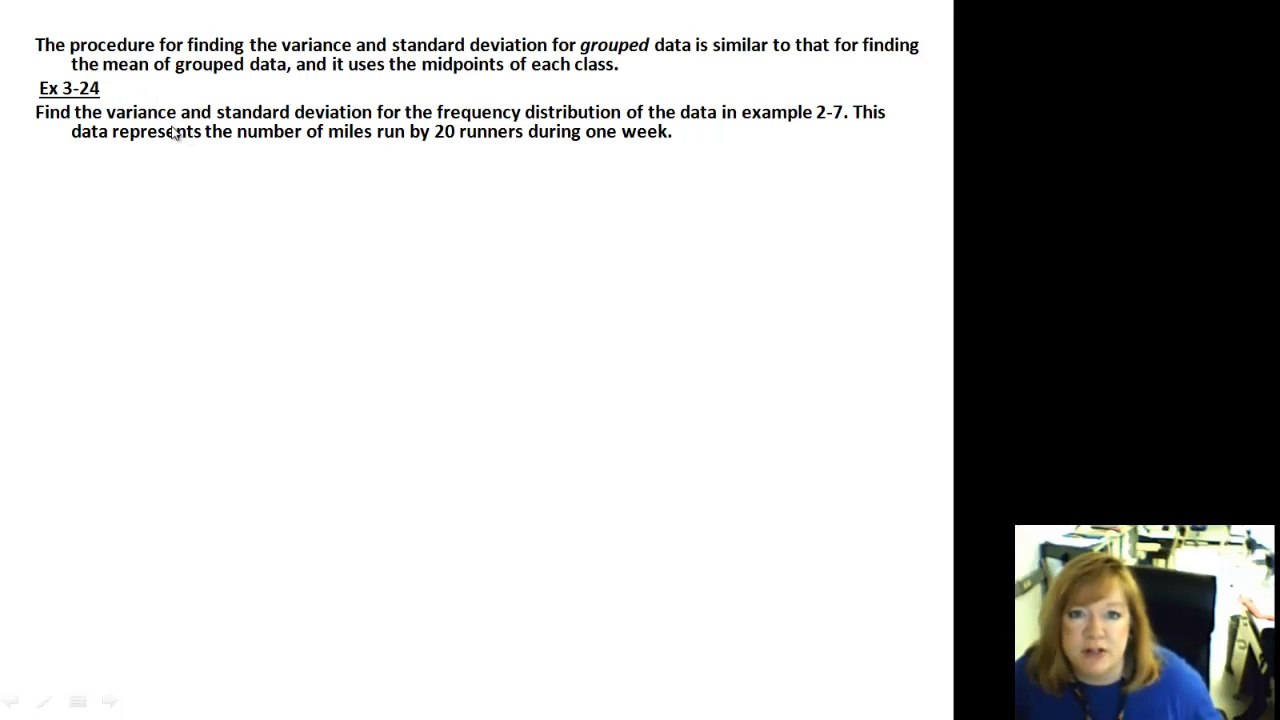 The procedure for finding the variance and standard deviation for grouped data is similar to that for finding
the mean of grouped data, and it uses the midpoints of each class.
Ex 3-24
Find the variance and standard deviation for the frequency distribution of the data in example 2-7. This
data represents the number of miles run by 20 runners during one week.